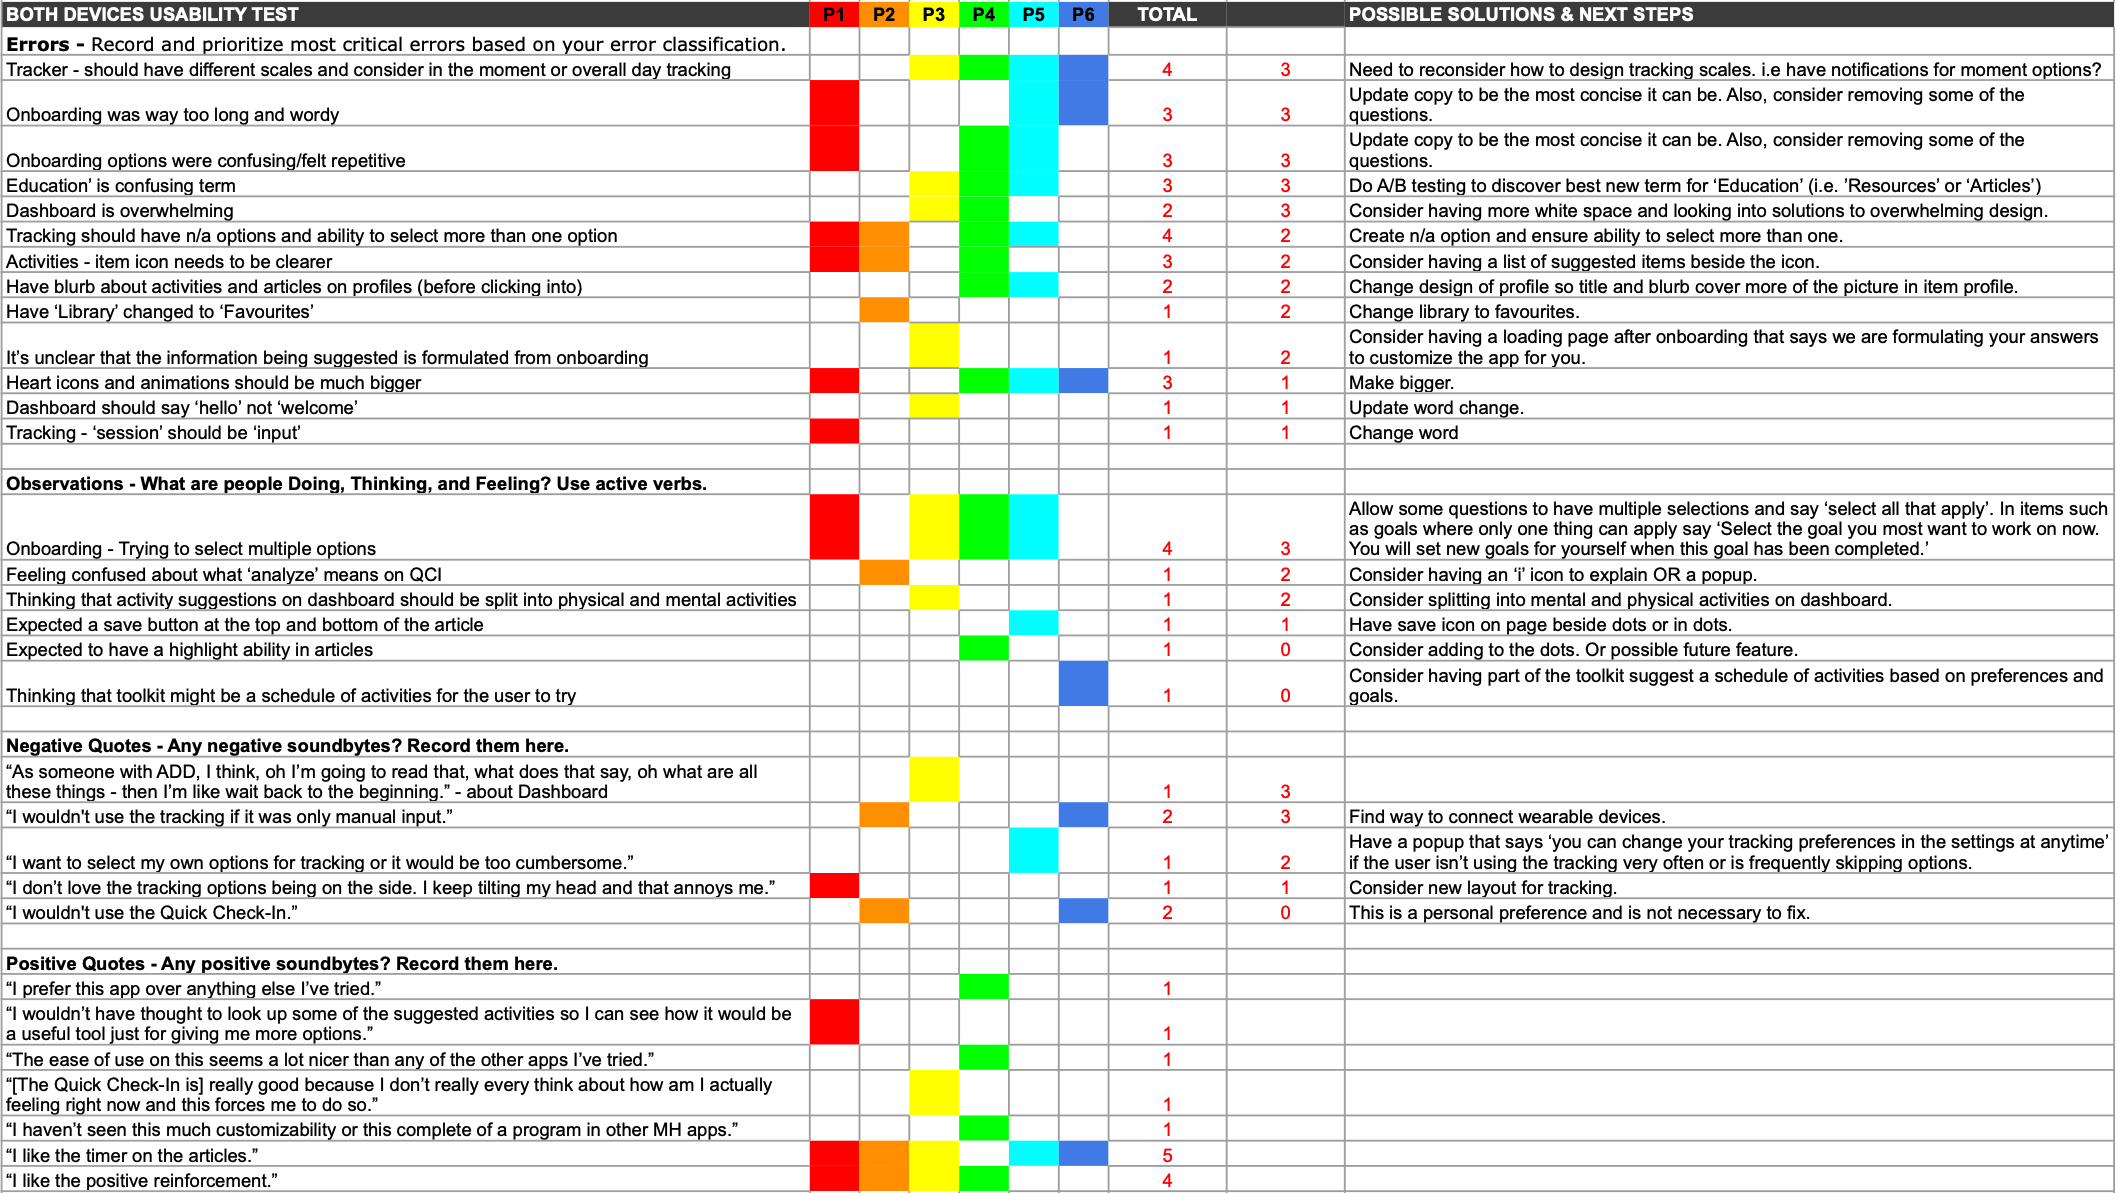 BOTH DEVICES USABILITY TEST P1 P2 P3 P4 P5 P6 TOTAL POSSIBLE SOLUTIONS & NEXT STEPS
Errors - Record and prioritize most critical errors based on your error classification.
Tracker - should have different scales and consider in the moment or overall day tracking 4 3 Need to reconsider how to design tracking scales. i.e have notifications for moment options?
Update copy to be the most concise it can be. Also, consider removing some of the
Onboarding was way too long and wordy 3 3 questions.
Update copy to be the most concise it can be. Also, consider removing some of the
Onboarding options were confusing/felt repetitive 3 3 questions.
Education’ is confusing term 3 3 Do A/B testing to discover best new term for ‘Education’ (i.e. ’Resources’ or ‘Articles’)
Dashboard is overwhelming 2 3 Consider having more white space and looking into solutions to overwhelming design.
Tracking should have n/a options and ability to select more than one option 4 2 Create n/a option and ensure ability to select more than one.
Activities - item icon needs to be clearer 3 2 Consider having a list of suggested items beside the icon.
Have blurb about activities and articles on profiles (before clicking into) 2 2 Change design of profile so title and blurb cover more of the picture in item profile.
Have ‘Library’ changed to ‘Favourites’ 1 2 Change library to favourites.
Consider having a loading page after onboarding that says we are formulating your answers
It’s unclear that the information being suggested is formulated from onboarding 1 2 to customize the app for you.
Heart icons and animations should be much bigger 3 1 Make bigger.
Dashboard should say ‘hello’ not ‘welcome’ 1 1 Update word change.
Tracking - ‘session’ should be ‘input’ 1 1 Change word
Observations - What are people Doing, Thinking, and Feeling? Use active verbs.
Allow some questions to have multiple selections and say ‘select all that apply’. In items such
as goals where only one thing can apply say ‘Select the goal you most want to work on now.
Onboarding - Trying to select multiple options 4 3 You will set new goals for yourself when this goal has been completed.’
Feeling confused about what ‘analyze’ means on QCI 1 2 Consider having an ‘i’ icon to explain OR a popup.
Thinking that activity suggestions on dashboard should be split into physical and mental activities 1 2 Consider splitting into mental and physical activities on dashboard.
Expected a save button at the top and bottom of the article 1 1 Have save icon on page beside dots or in dots.
Expected to have a highlight ability in articles 1 0 Consider adding to the dots. Or possible future feature.
Consider having part of the toolkit suggest a schedule of activities based on preferences and
Thinking that toolkit might be a schedule of activities for the user to try 1 0 goals.
Negative Quotes - Any negative soundbytes? Record them here.
“As someone with ADD, I think, oh I’m going to read that, what does that say, oh what are all
these things - then I’m like wait back to the beginning.” - about Dashboard 1 3
“I wouldn't use the tracking if it was only manual input.” 2 3 Find way to connect wearable devices.
Have a popup that says ‘you can change your tracking preferences in the settings at anytime’
“I want to select my own options for tracking or it would be too cumbersome.” 1 2 if the user isn’t using the tracking very often or is frequently skipping options.
“I don’t love the tracking options being on the side. I keep tilting my head and that annoys me.” 1 1 Consider new layout for tracking.
“I wouldn't use the Quick Check-In.” 2 0 This is a personal preference and is not necessary to fix.
Positive Quotes - Any positive soundbytes? Record them here.
“I prefer this app over anything else I’ve tried.” 1
“I wouldn’t have thought to look up some of the suggested activities so I can see how it would be
a useful tool just for giving me more options.” 1
“The ease of use on this seems a lot nicer than any of the other apps I’ve tried.” 1
“[The Quick Check-In is] really good because I don’t really every think about how am I actually
feeling right now and this forces me to do so.” 1
“I haven’t seen this much customizability or this complete of a program in other MH apps.” 1
“I like the timer on the articles.” 5
“I like the positive reinforcement.” 4